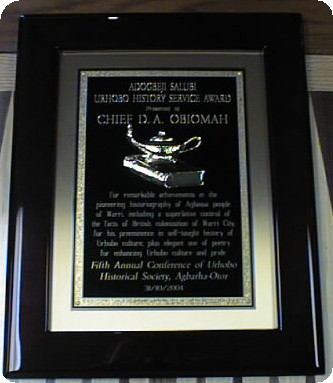 ADOGBEJI SALUBI
URHOBO HISTORY SERVICE AWARD
Presented to
CHIEF D. A. OBIOMAH
For remarkable achievements in the
pioneering historiography of Agbassa people
of Warri, including a superlative control of
the facts of British colonisation of Warri City,
for his preeminence in self-taught history of
Urhobo culture; plus elegant use of poetry
for enhancing Urhobo culture and pride
Fifth Annual Conference of Urhobo
Historical Society, Agbarha-Otor
31/10/2004